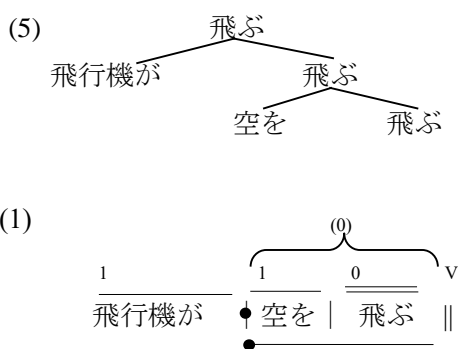 (5) 飛ぶ
飛行機が 飛ぶ
空を 飛ぶ
(1)
(0)
1 1 0 V
飛行機が | 空を | 飛ぶ ||